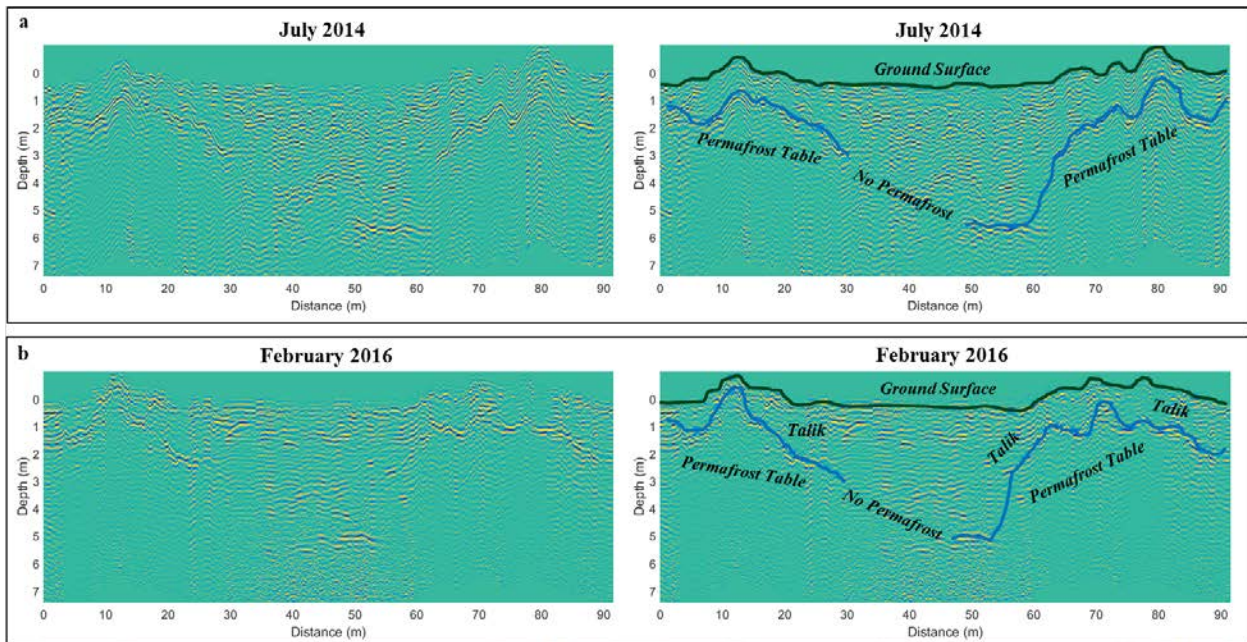 a
July 2014
July 2014
Depth (m)
0
1
2
3
4
5
6
7
0 10 20 30 40 50 60 70 80 90
Distance (m)
Ground Surface
Permafrost Table
No Permafrost
Permafrost Table
Depth (m)
0
1
2
3
4
5
6
7
0 10 20 30 40 50 60 70 80 90
Distance (m)
b
February 2016
February 2016
Depth (m)
0
1
2
3
4
5
6
7
0 10 20 30 40 50 60 70 80 90
Distance (m)
Ground Surface
Talik
Talik
Talik
Permafrost Table
No Permafrost
Permafrost Table
Depth (m)
0
1
2
3
4
5
6
7
0 10 20 30 40 50 60 70 80 90
Distance (m)